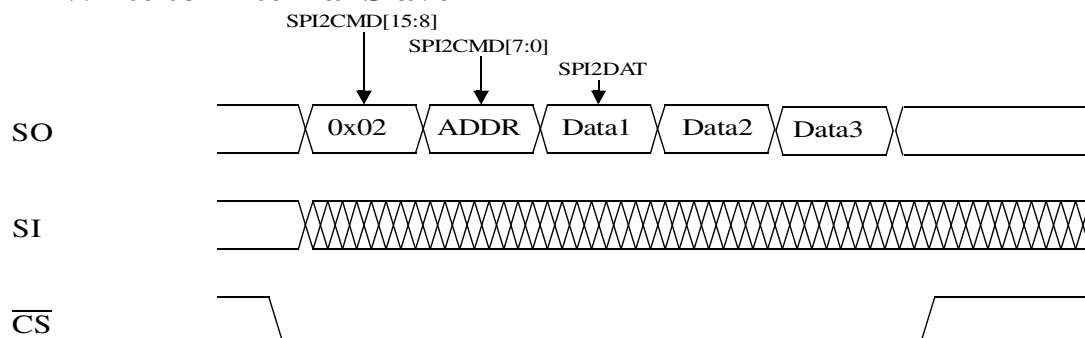 SPI2CMD[15:8]
SPI2CMD[7:0]
SPI2DAT
SO 0x02 ADDR Data1 Data2 Data3
SI
CS